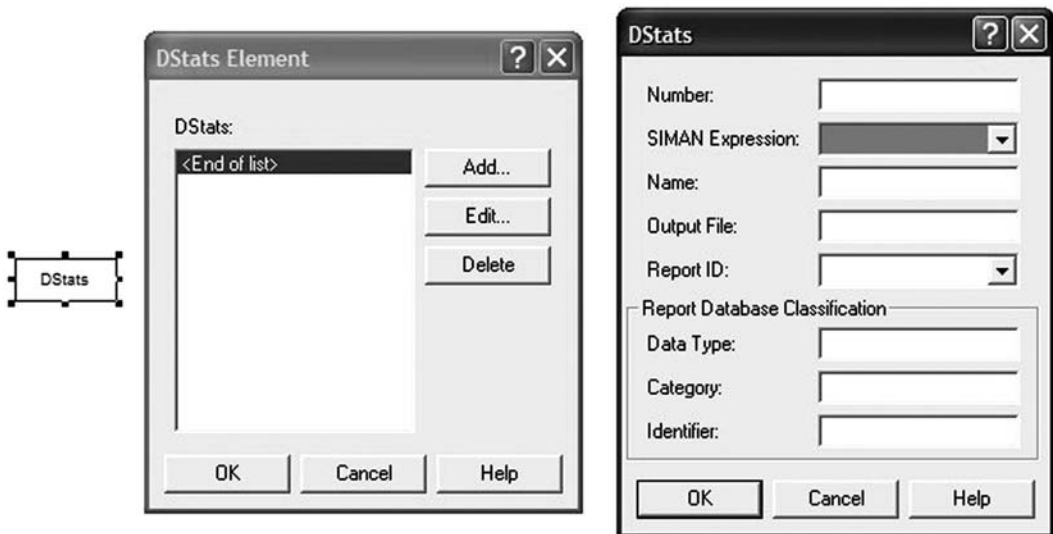 DStats
DStats Element
DStats:
<End of list>
Add...
Edit...
Delete
OK
Cancel
Help
DStats
Number:
SIMAN Expression:
Name:
Output File:
Report ID:
Report Database Classification
Data Type:
Category:
Identifier:
OK
Cancel
Help